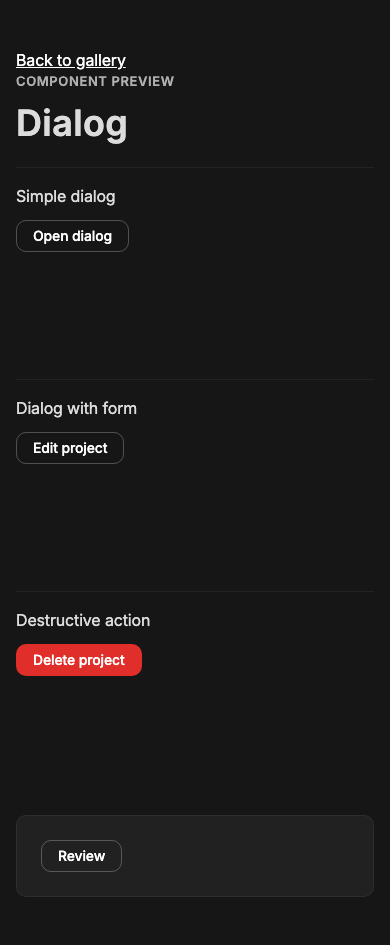 Back to gallery
COMPONENT PREVIEW
Dialog
Simple dialog
Open dialog
Dialog with form
Edit project
Destructive action
Delete project
Review